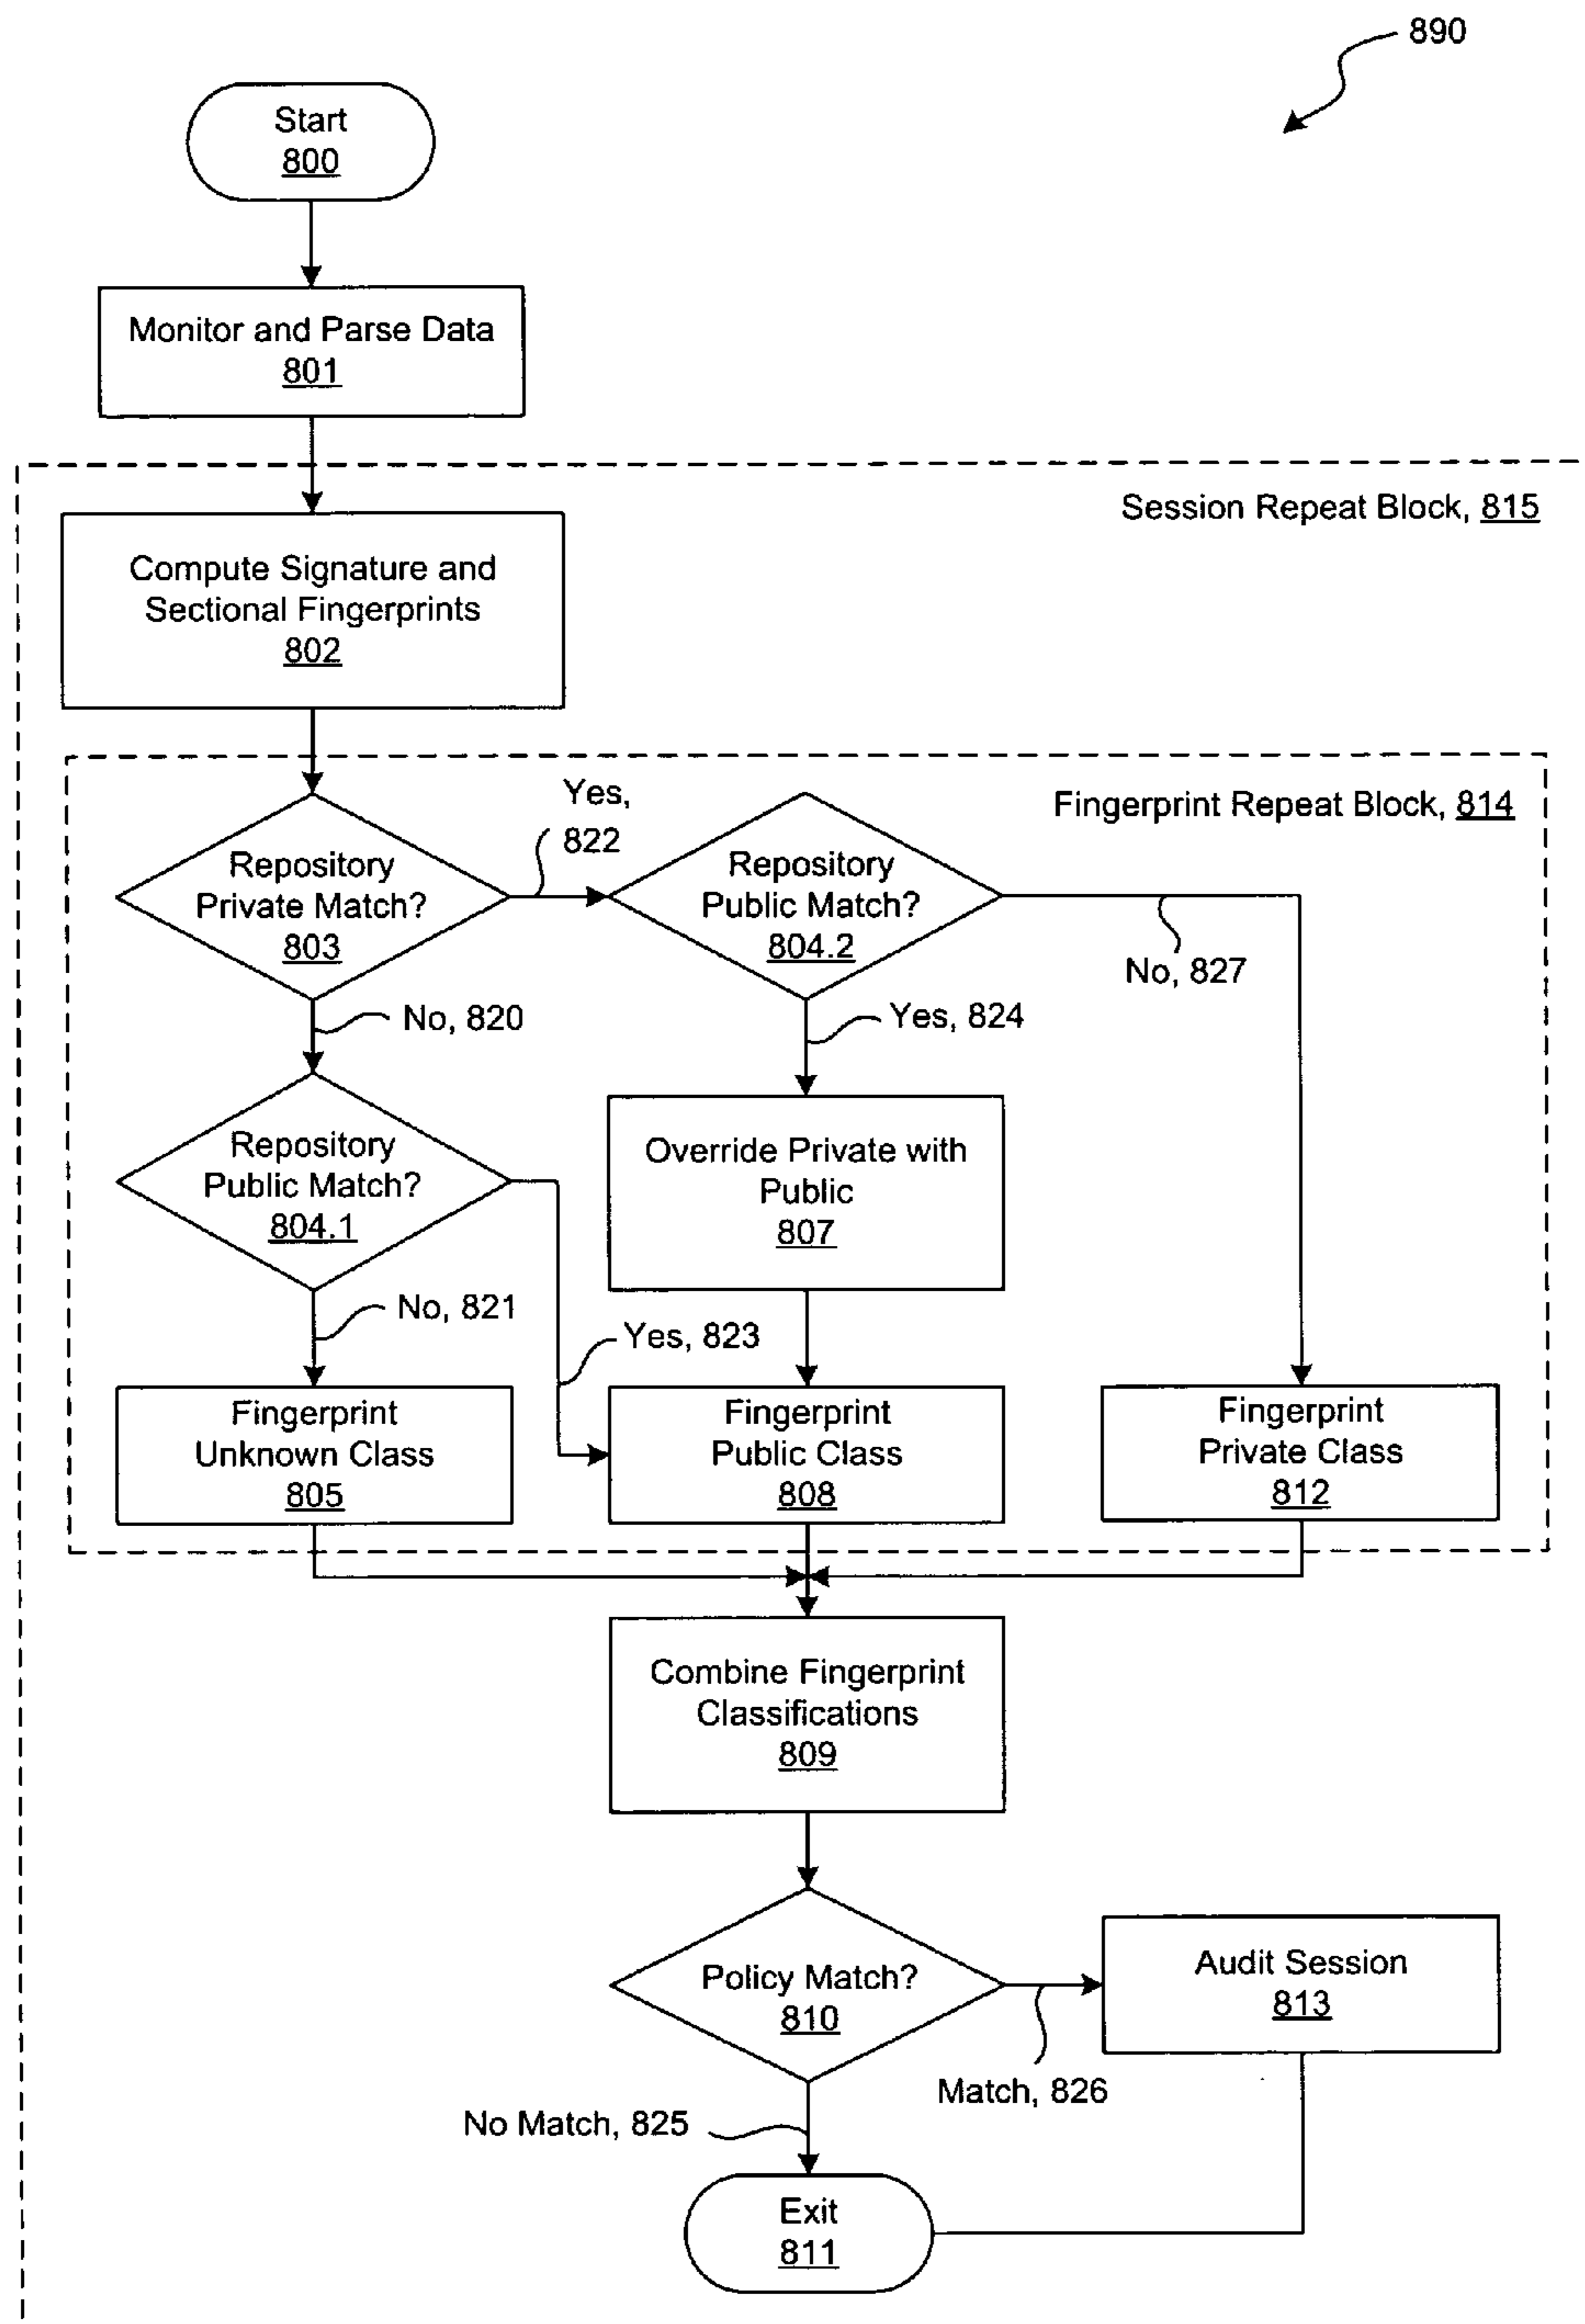 890
Start
800
Monitor and Parse Data
801
Session Repeat Block, 815
Compute Signature and
Sectional Fingerprints
802
Fingerprint Repeat Block, 814
Yes,
822
Repository
Private Match?
803
Repository
Public Match?
804.2
No, 827
No, 820
Yes, 824
Repository
Public Match?
804.1
Override Private with
Public
807
No, 821
Yes, 823
Fingerprint
Unknown Class
805
Fingerprint
Public Class
808
Fingerprint
Private Class
812
Combine Fingerprint
Classifications
809
Policy Match?
810
Audit Session
813
Match, 826
No Match, 825
Exit
811